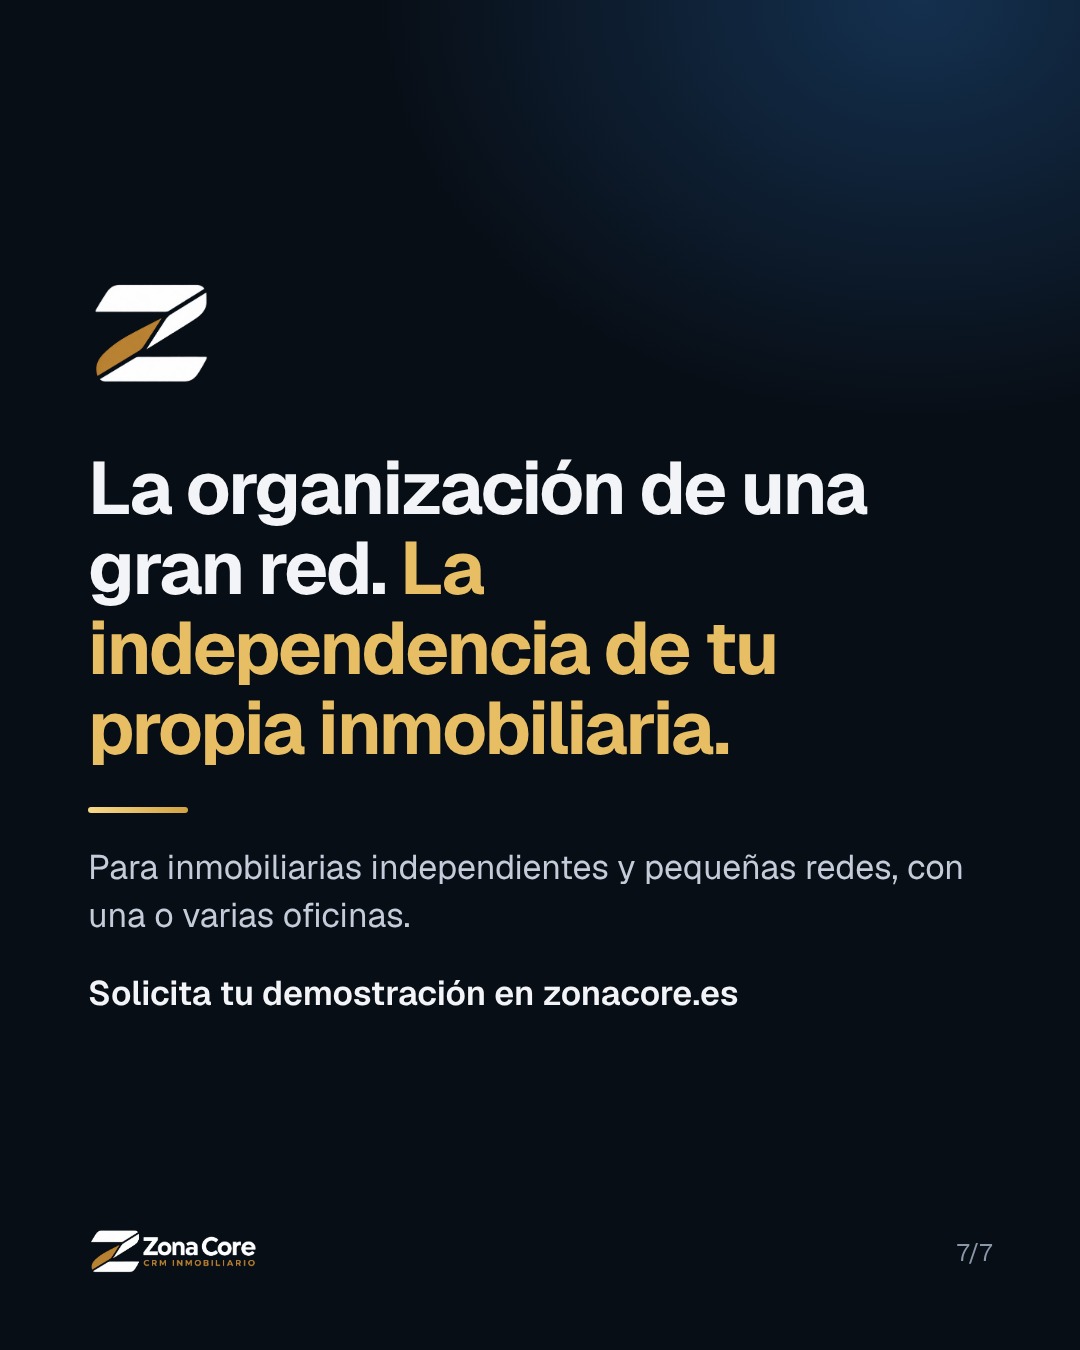 La organización de una
gran red. La
independencia de tu
propia inmobiliaria.
Para inmobiliarias independientes y pequeñas redes, con
una o varias oficinas.
Solicita tu demostración en zonacore.es
Zona Core
CRM INMOBILIARIO
7/7